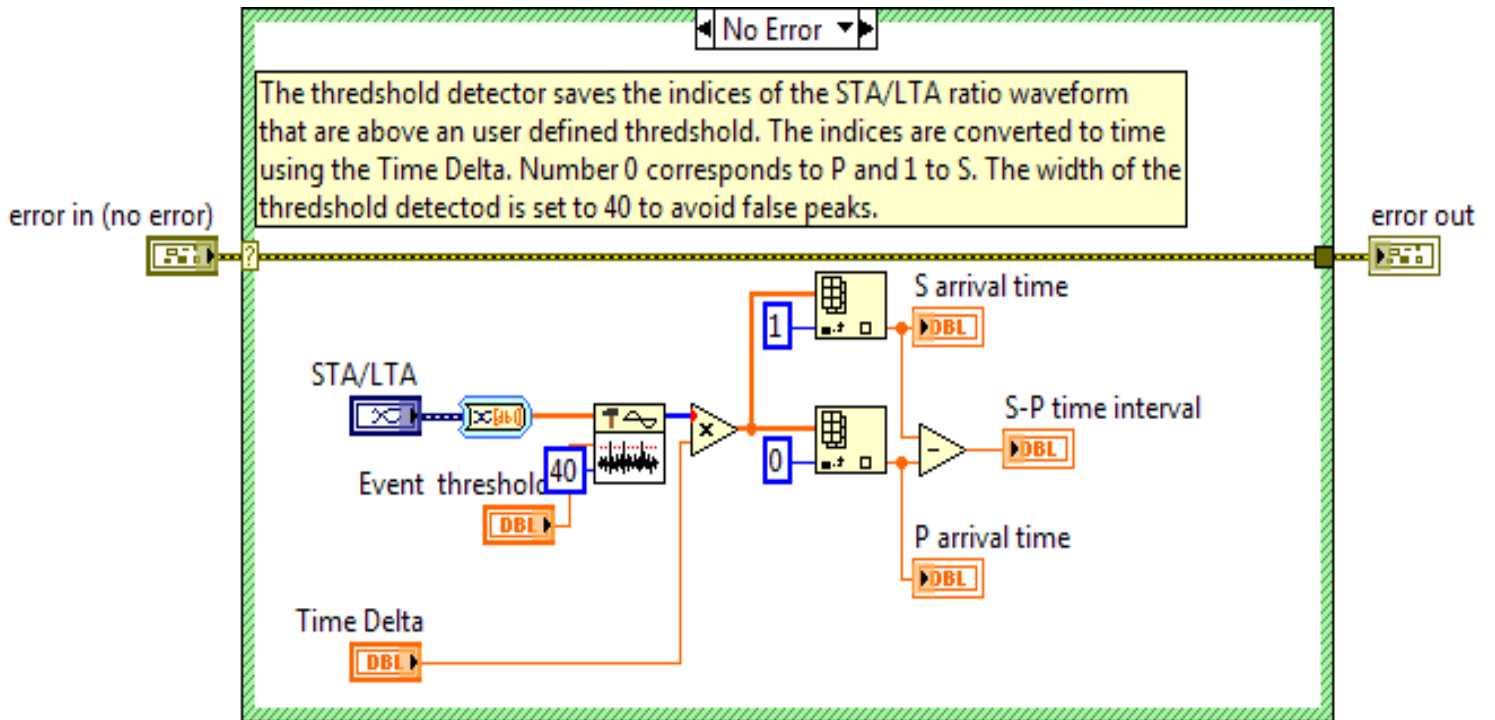 No Error
The thredshold detector saves the indices of the STA/LTA ratio waveform
that are above an user defined thredshold. The indices are converted to time
using the Time Delta. Number 0 corresponds to P and 1 to S. The width of the
thredshold detectod is set to 40 to avoid false peaks.
error in (no error)
error out
?
S arrival time
1
DBL
STA/LTA
[dbl]
S-P time interval
x
0
-
DBL
40
Event threshold
DBL
P arrival time
DBL
Time Delta
DBL